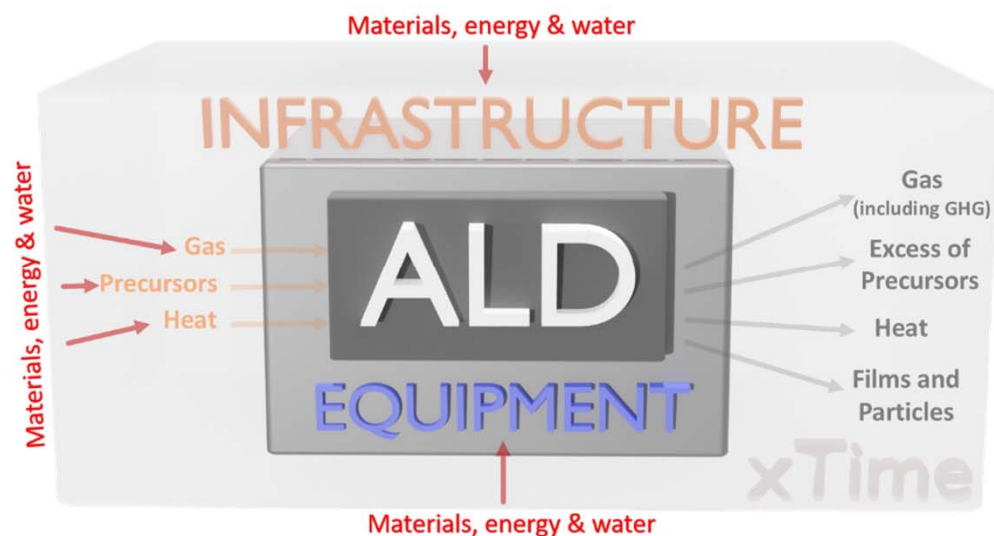 Materials, energy & water
INFRASTRUCTURE
Materials, energy & water
Gas
Precursors
Heat
ALD
EQUIPMENT
Gas
(including GHG)
Excess of
Precursors
Heat
Films and
Particles
xTime
Materials, energy & water